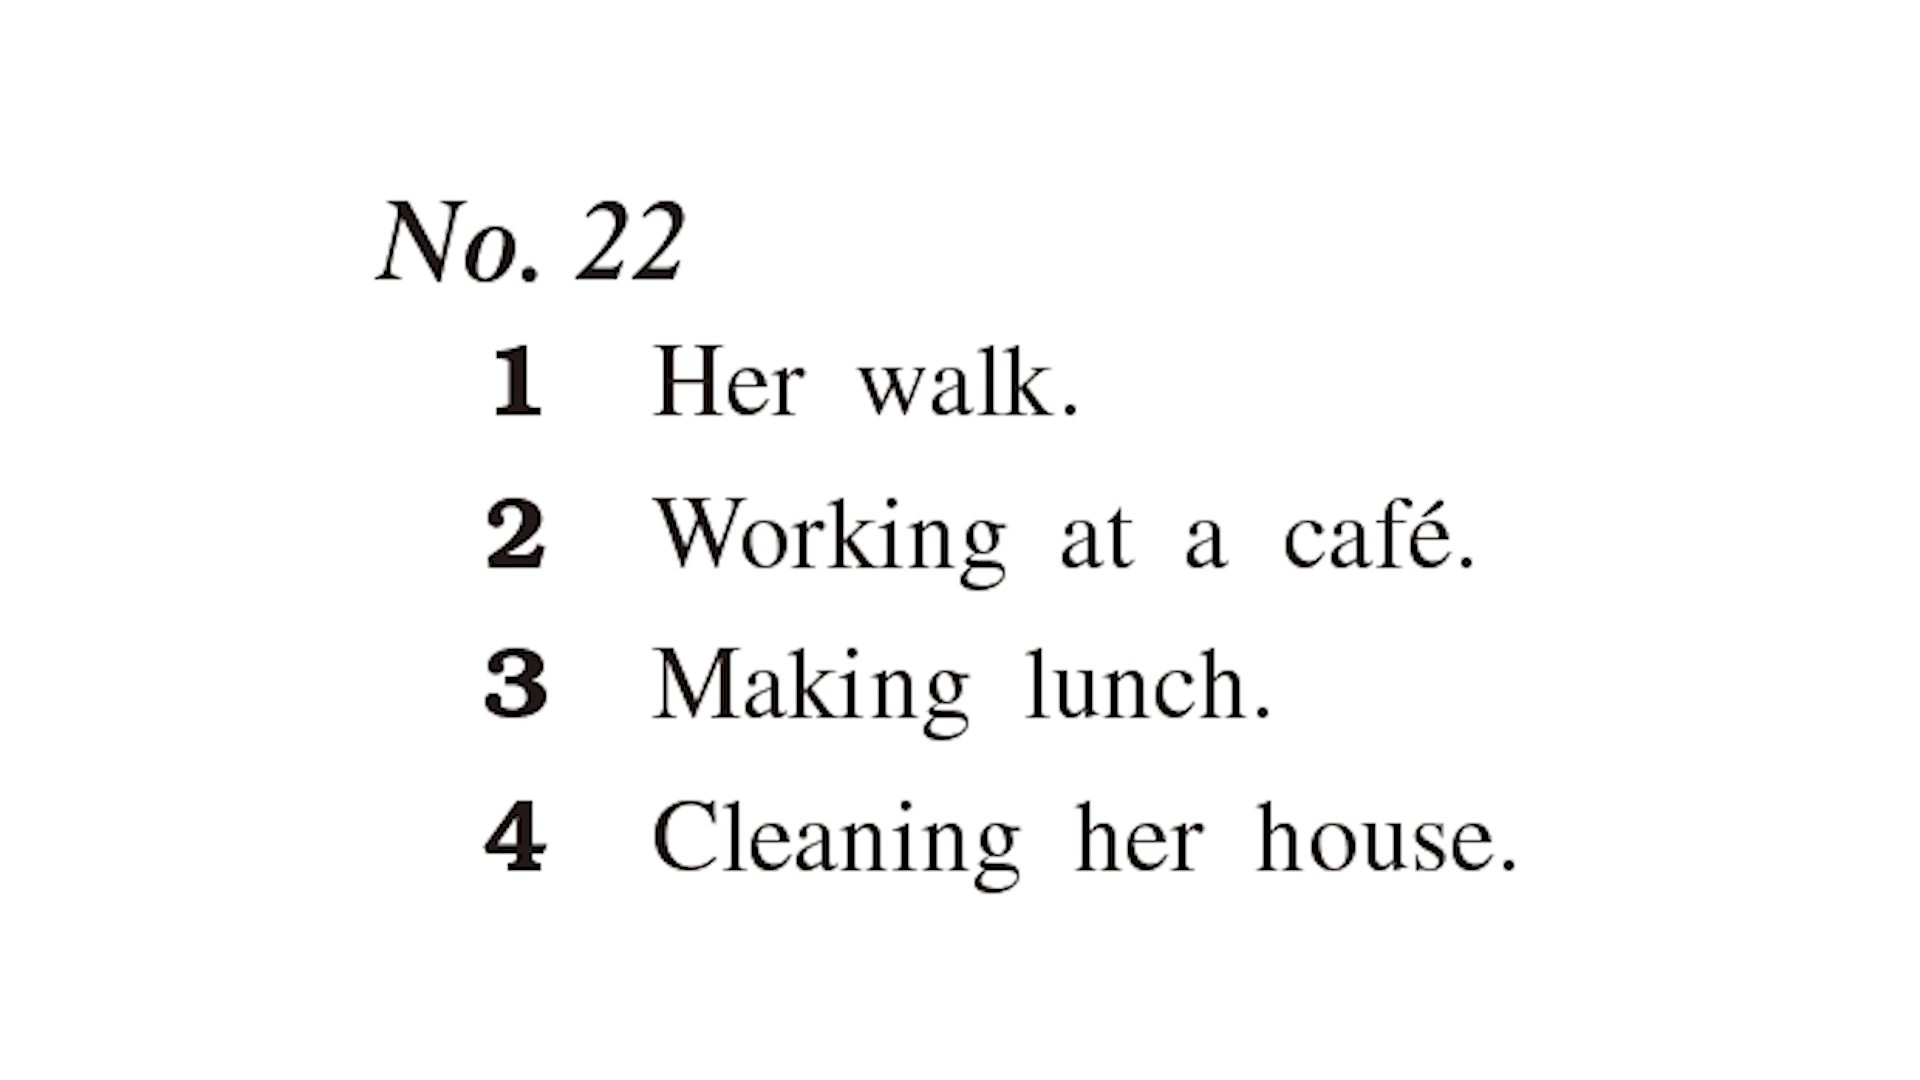 No. 22
1 Her walk.
2 Working at a café.
3 Making lunch.
4 Cleaning her house.